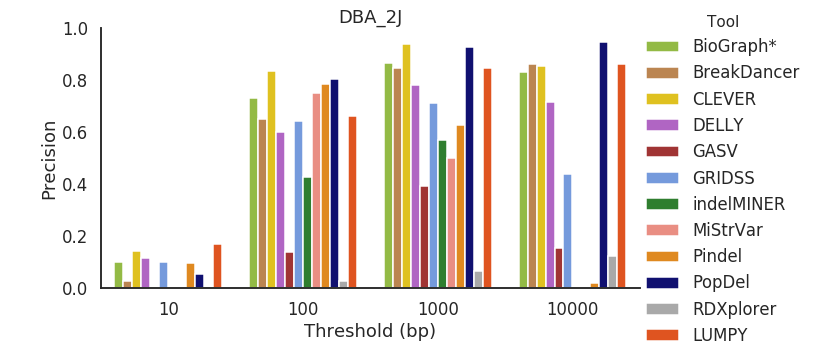 DBA_2J
Tool
1.0
0.8
0.6
0.4
0.2
0.0
Precision
10
100
1000
10000
Threshold (bp)
BioGraph*
BreakDancer
CLEVER
DELLY
GASV
GRIDSS
indelMINER
MiStrVar
Pindel
PopDel
RDXplorer
LUMPY